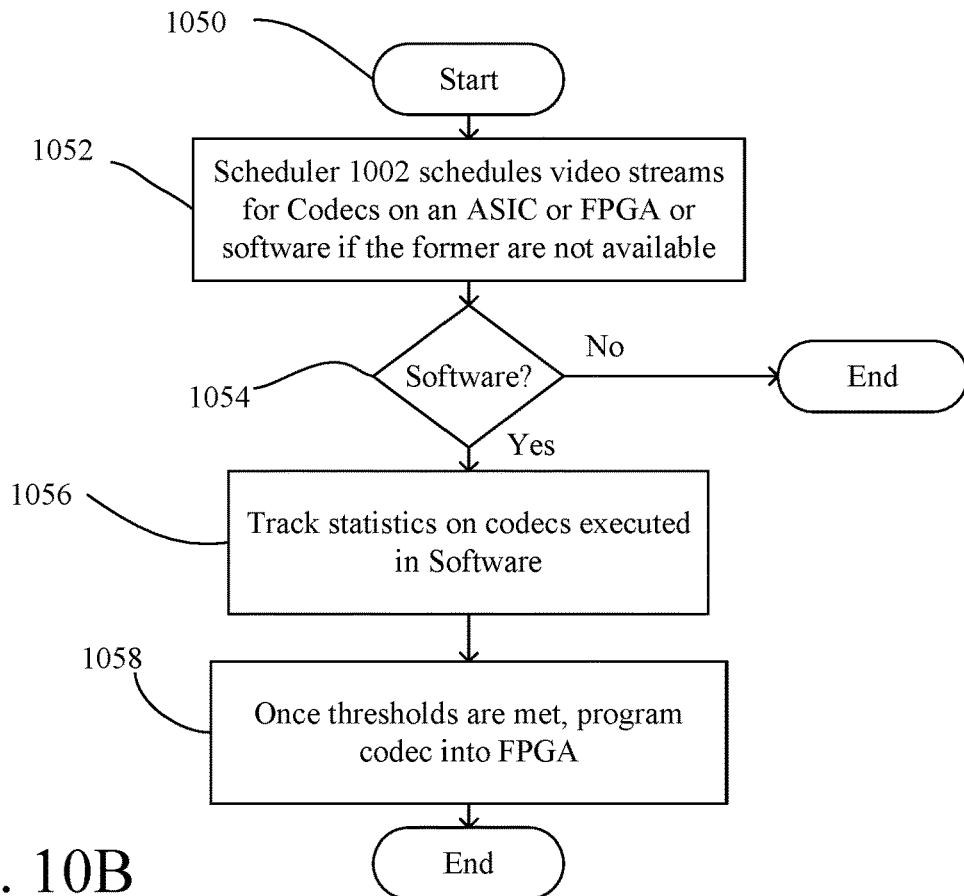 1050
Start
1052
Scheduler 1002 schedules video streams
for Codecs on an ASIC or FPGA or
software if the former are not available
1054
Software?
No
End
Yes
1056
Track statistics on codecs executed
in Software
1058
Once thresholds are met, program
codec into FPGA
End
. 10B